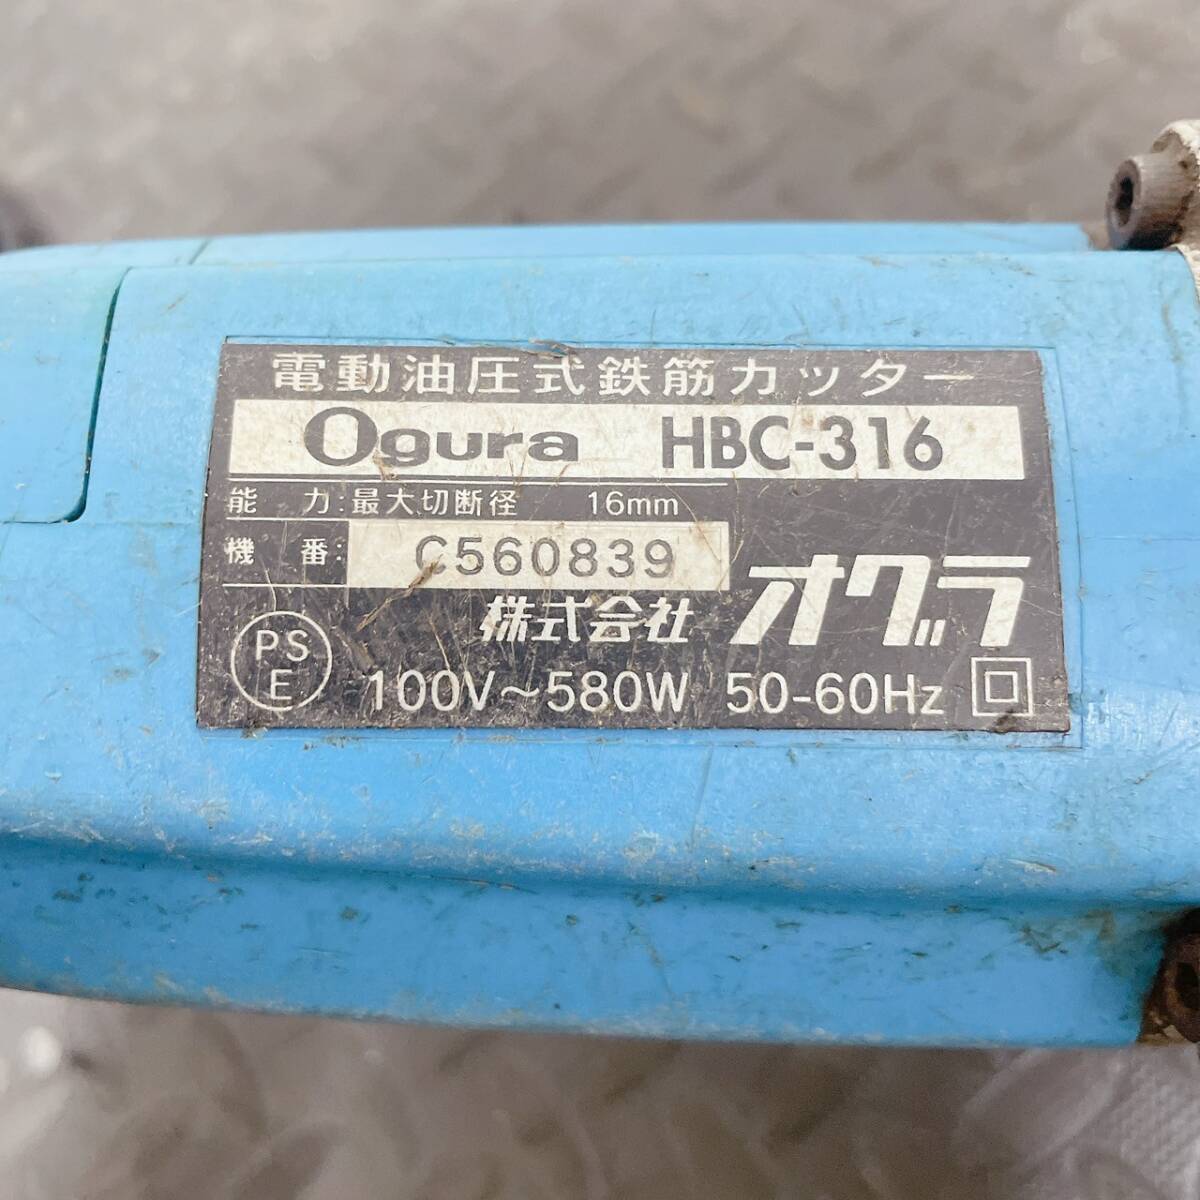 電動油圧式鉄筋カッター
Ogura HBC-316
能 力:最大切断径 16mm
機 番: C560839
株式会社 オグラ
PS
E
100V~580W 50-60Hz